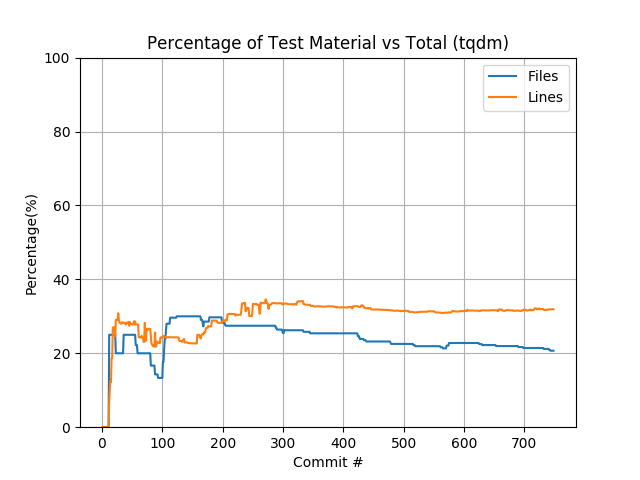 Percentage of Test Material vs Total (tqdm)
Files
Lines
100
80
60
40
20
0
Percentage(%)
0 100 200 300 400 500 600 700
Commit #